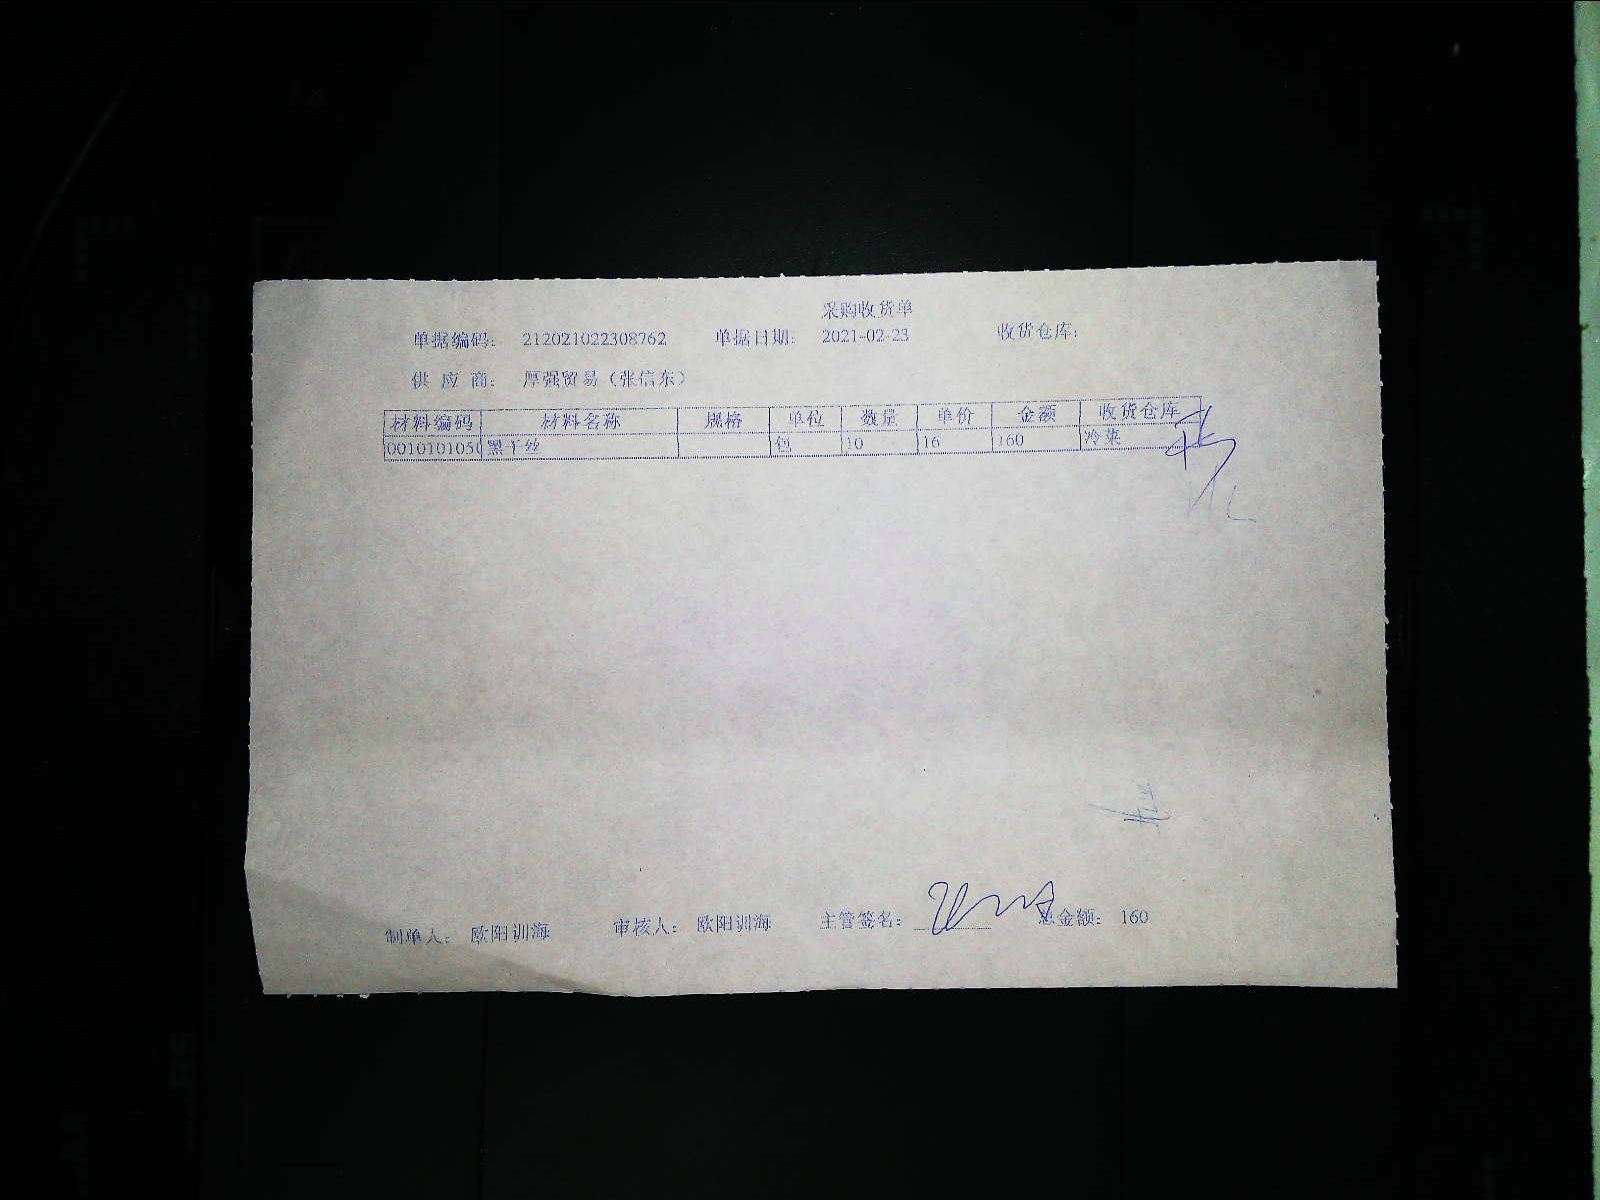 采购收货单
单据编码： 212021022308762 单据日期： 2021-02-23 收货仓库：
供 应 商： 厚强贸易（张信东）
材料编码 材料名称 规格 单位 数量 单价 金额 收货仓库
0010101050 黑干丝 包 10 16 160 冷菜
制单人： 欧阳训海 审核人： 欧阳训海 主管签名： 总金额： 160